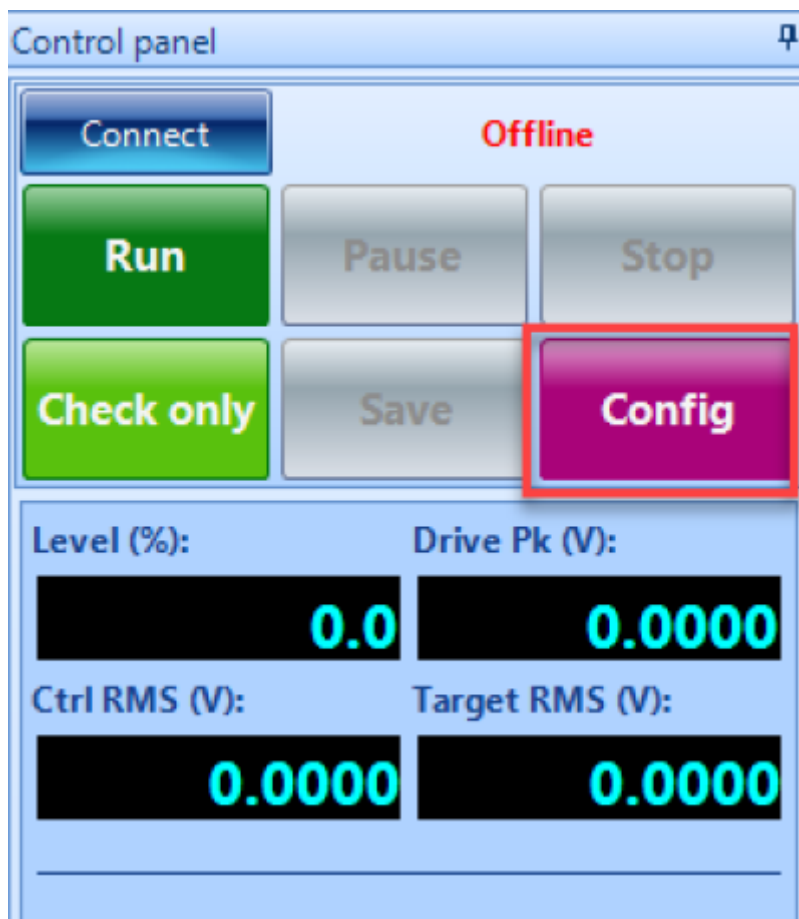 Control panel
Connect Offline
Run Pause Stop
Check only Save Config
Level (%): Drive Pk (V):
0.0 0.0000
Ctrl RMS (V): Target RMS (V):
0.0000 0.0000